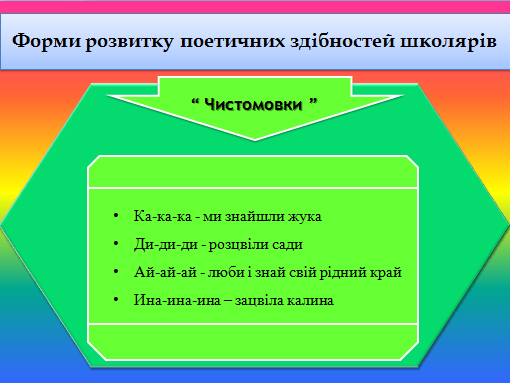 Форми розвитку поетичних здібностей школярів
“ Чистомовки ”
• Ка-ка-ка - ми знайшли жука
• Ди-ди-ди - розцвіли сади
• Ай-ай-ай - люби і знай свій рідний край
• Ина-ина-ина – зацвіла калина